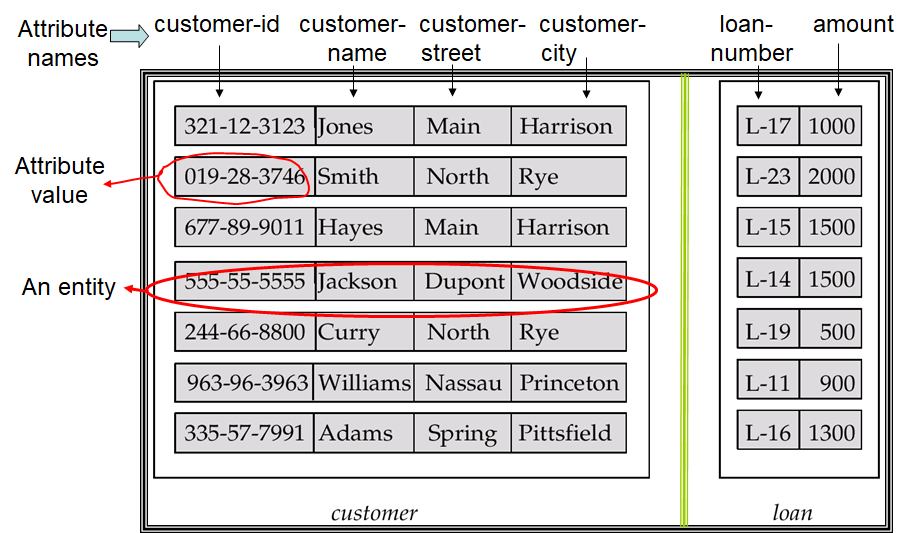 Attribute names
customer-id
customer-name
customer-street
customer-city
loan-number
amount
321-12-3123 Jones Main Harrison
L-17 1000
Attribute value
019-28-3746 Smith North Rye
L-23 2000
677-89-9011 Hayes Main Harrison
L-15 1500
An entity
555-55-5555 Jackson Dupont Woodside
L-14 1500
244-66-8800 Curry North Rye
L-19 500
963-96-3963 Williams Nassau Princeton
L-11 900
335-57-7991 Adams Spring Pittsfield
L-16 1300
customer
loan